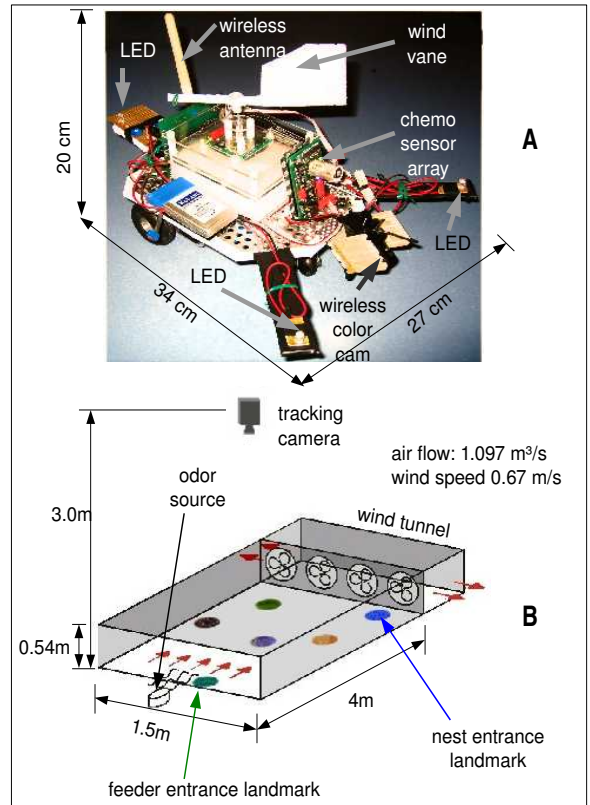 wireless
antenna
LED
wind
vane
chemo
sensor
array
A
20 cm
LED
LED
34 cm
wireless
color
cam
27 cm
tracking
camera
air flow: 1.097 m³/s
wind speed 0.67 m/s
odor
source
3.0m
wind tunnel
B
0.54m
4m
1.5m
nest entrance
landmark
feeder entrance landmark